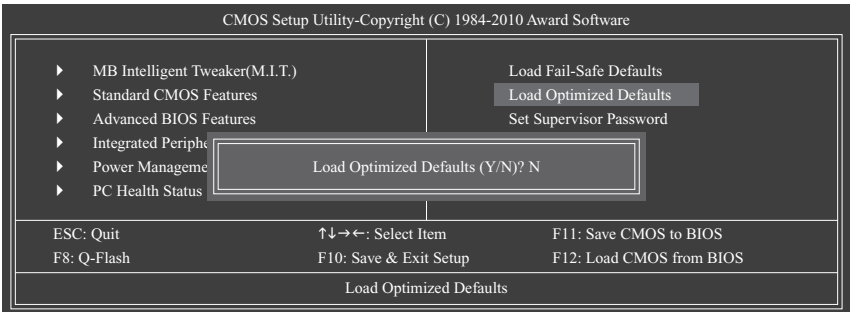 CMOS Setup Utility-Copyright (C) 1984-2010 Award Software
MB Intelligent Tweaker(M.I.T.)
Standard CMOS Features
Advanced BIOS Features
Integrated Periphe
Power Manageme
PC Health Status
Load Fail-Safe Defaults
Load Optimized Defaults
Set Supervisor Password
Load Optimized Defaults (Y/N)? N
ESC: Quit
↑↓→←: Select Item
F11: Save CMOS to BIOS
F8: Q-Flash
F10: Save & Exit Setup
F12: Load CMOS from BIOS
Load Optimized Defaults